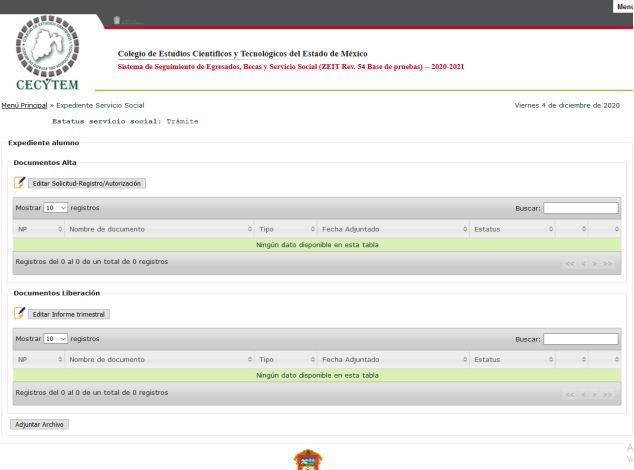 Menú
COLEGIO DE ESTUDIOS CIENTÍFICOS Y TECNOLÓGICOS
CECYTEM
Colegio de Estudios Científicos y Tecnológicos del Estado de México
Sistema de Seguimiento de Egresados, Becas y Servicio Social (ZEIT Rev. 54 Base de pruebas) -- 2020-2021
Menú Principal » Expediente Servicio Social
Viernes 4 de diciembre de 2020
Estatus servicio social: Trámite
Expediente alumno
Documentos Alta
Editar Solicitud-Registro/Autorización
Mostrar 10 registros Buscar:
NP Nombre de documento Tipo Fecha Adjuntado Estatus
Ningún dato disponible en esta tabla
Registros del 0 al 0 de un total de 0 registros << < > >>
Documentos Liberación
Editar Informe trimestral
Mostrar 10 registros Buscar:
NP Nombre de documento Tipo Fecha Adjuntado Estatus
Ningún dato disponible en esta tabla
Registros del 0 al 0 de un total de 0 registros << < > >>
Adjuntar Archivo